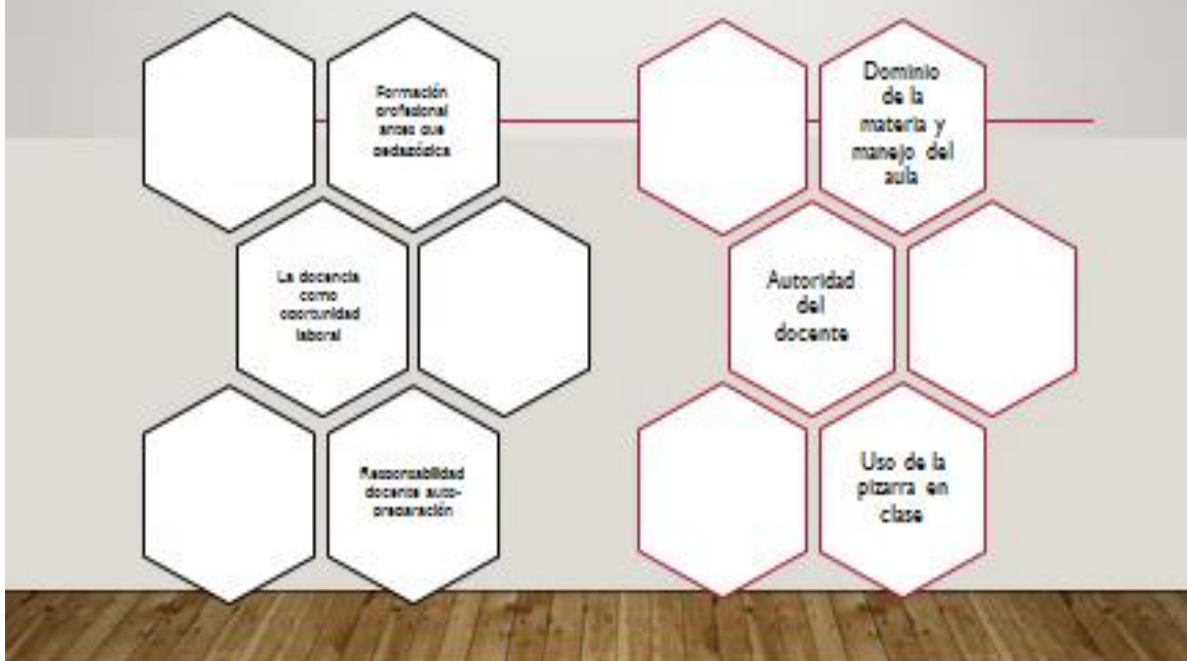 Formación
profesional
antes que
pedagógica
La docencia
como
oportunidad
laboral
Responsabilidad
docente auto-
preparación
Dominio
de la
materia y
manejo del
aula
Autoridad
del
docente
Uso de la
pizarra en
clase